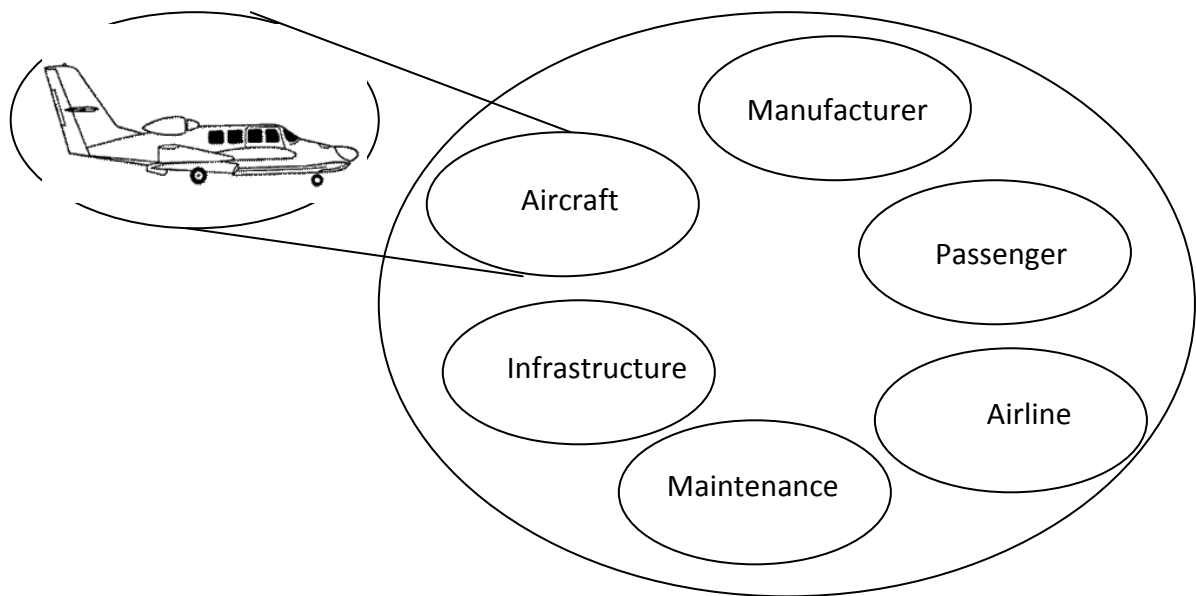 Manufacturer
Aircraft
Passenger
Infrastructure
Airline
Maintenance